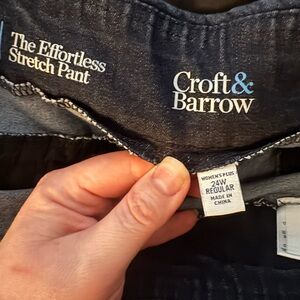 The Effortless
Stretch Pant
Croft&
Barrow
WOMEN'S PLUS
24W
REGULAR
MADE IN
CHINA